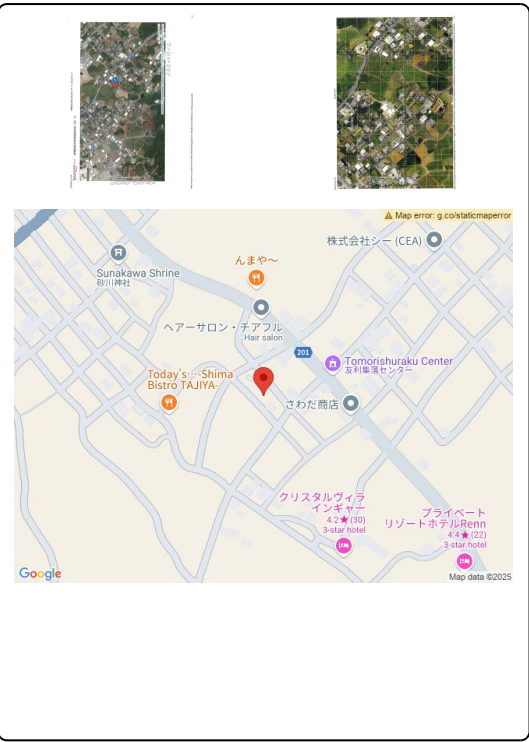 Map error: g.co/staticmaperror
株式会社シー (CEA)
んまや〜
Sunakawa Shrine
砂川神社
ヘアーサロン・チアフル
Hair salon
201
Tomorishuraku Center
友利集落センター
Today's…Shima
Bistro TAJIYA-
さわだ商店
クリスタルヴィラ
インギャー
4.2★(30)
3-star hotel
プライベート
リゾートホテルRenn
4.4★(22)
3-star hotel
Google
Map data ©2025